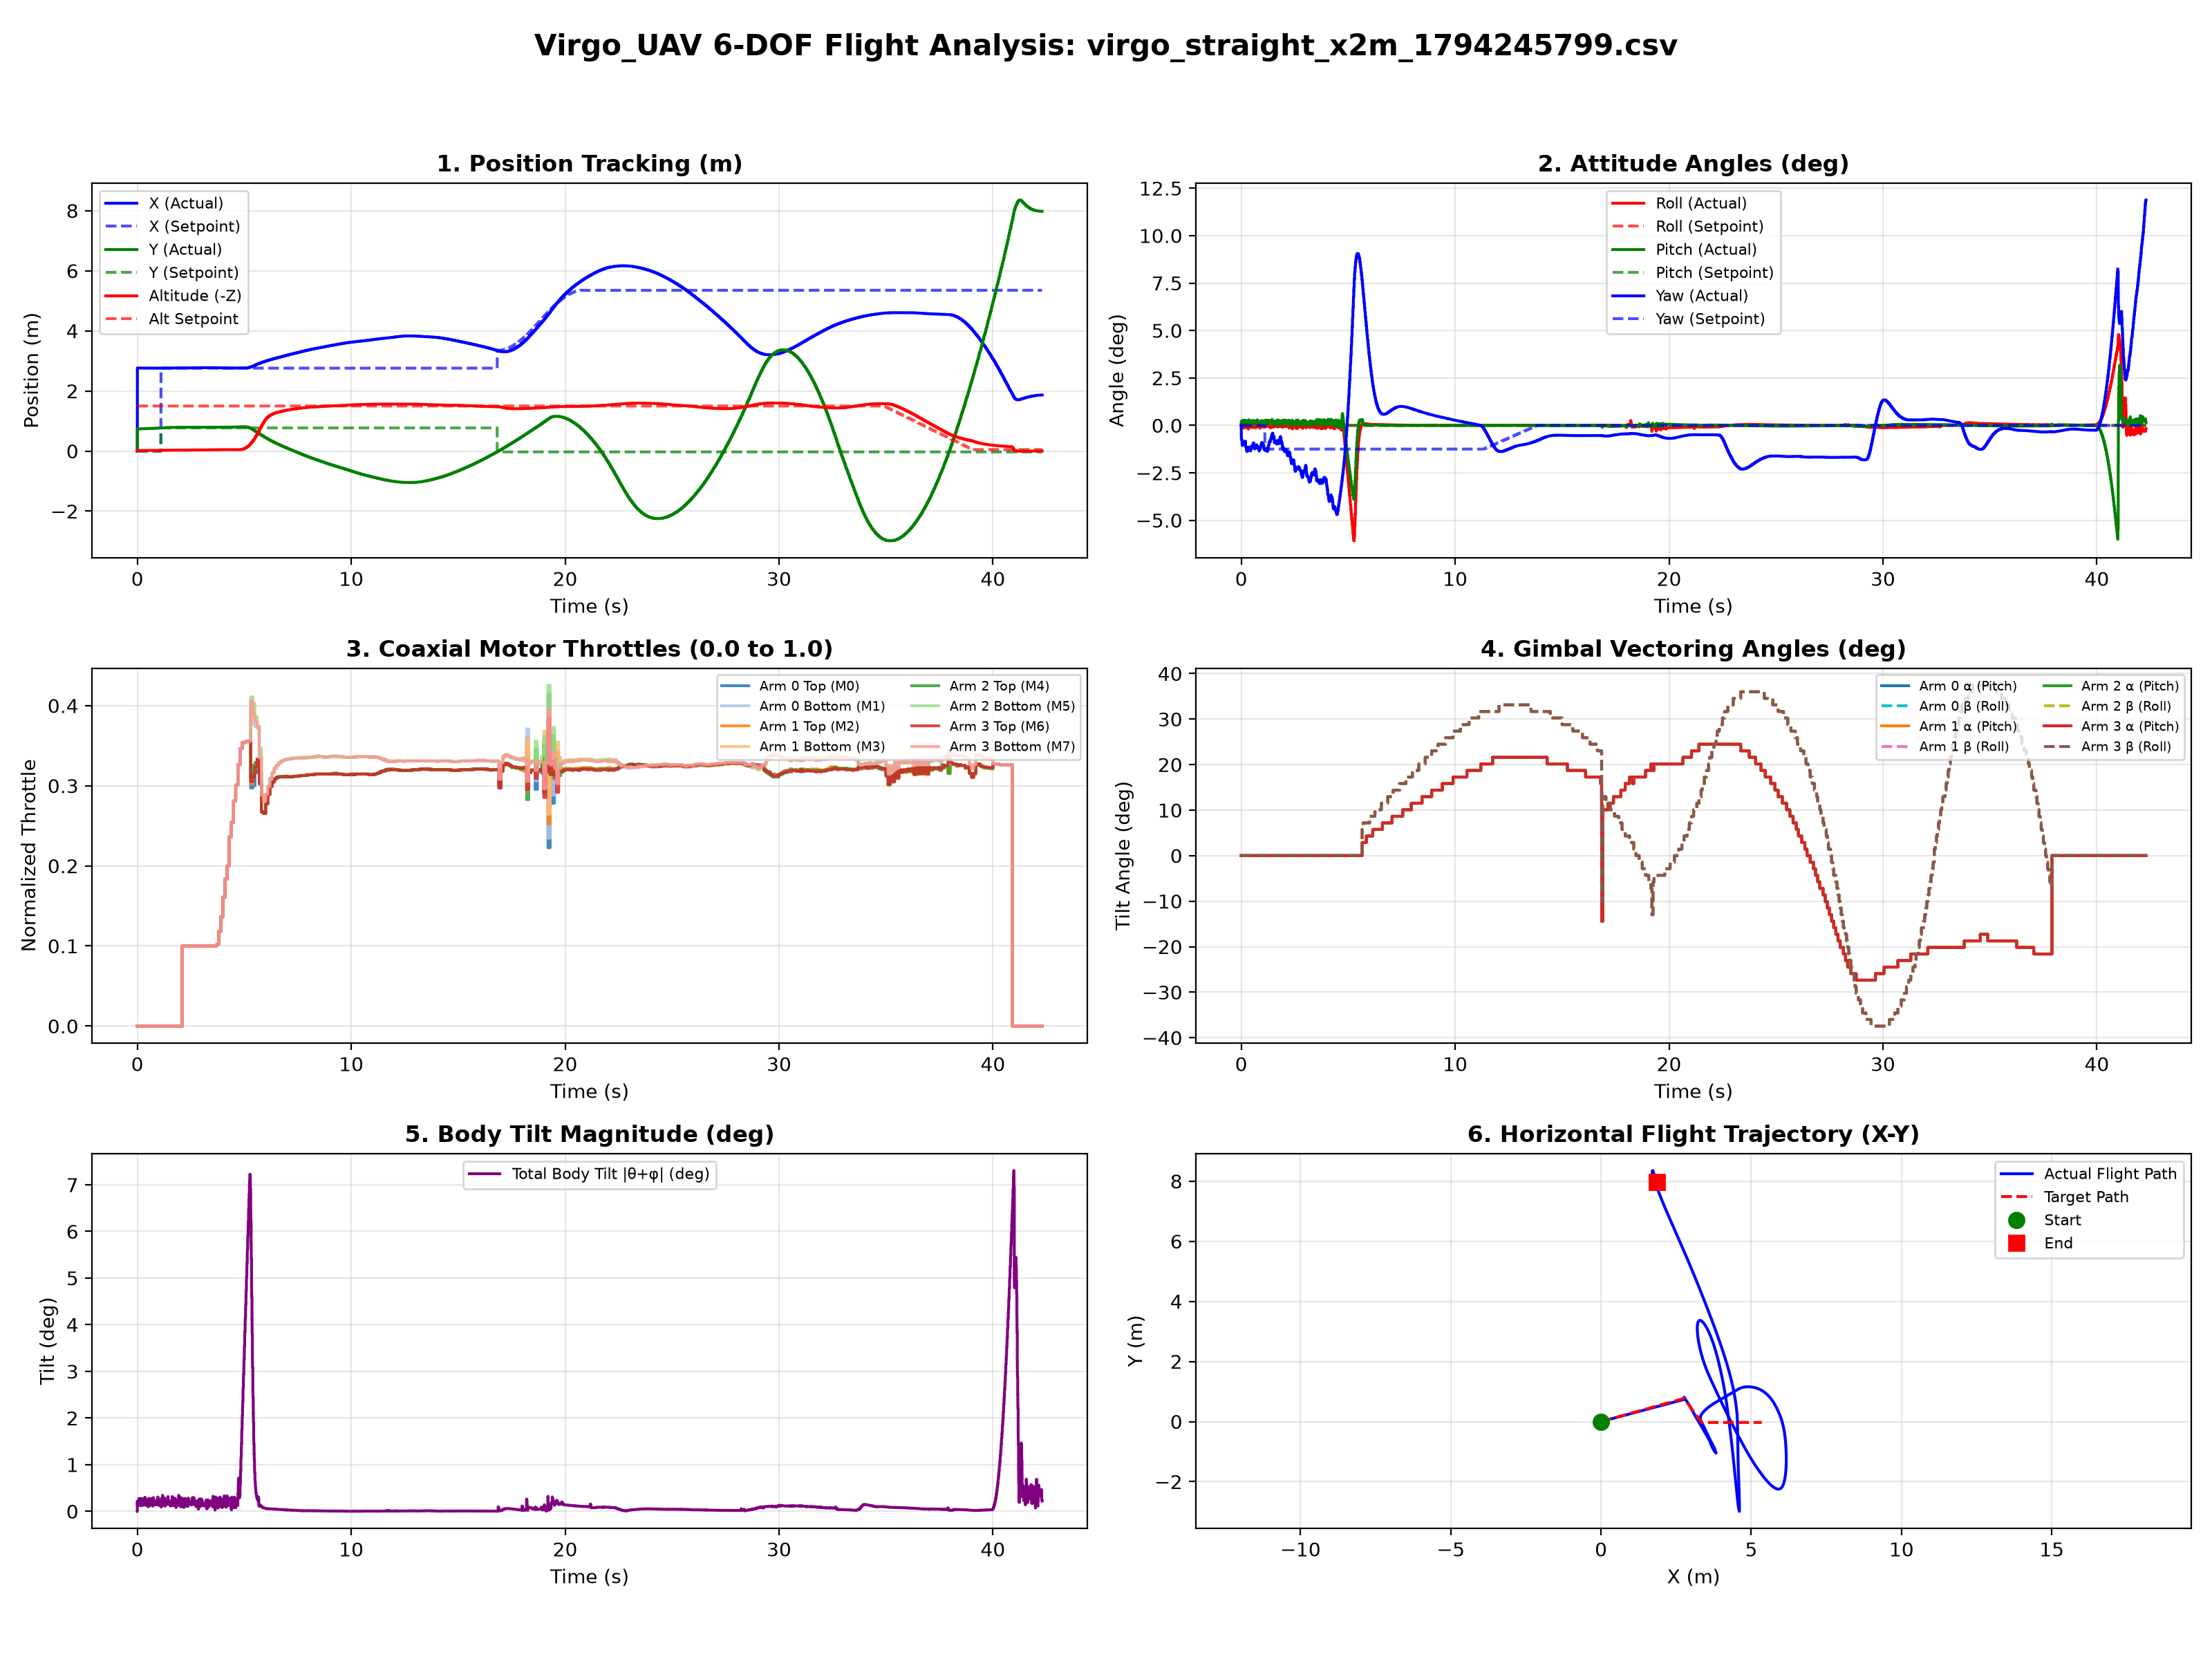 Virgo_UAV 6-DOF Flight Analysis: virgo_straight_x2m_1794245799.csv
1. Position Tracking (m)
X (Actual)
X (Setpoint)
Y (Actual)
Y (Setpoint)
Altitude (-Z)
Alt Setpoint
Position (m)
8
6
4
2
0
−2
0
10
20
30
40
Time (s)
2. Attitude Angles (deg)
Roll (Actual)
Roll (Setpoint)
Pitch (Actual)
Pitch (Setpoint)
Yaw (Actual)
Yaw (Setpoint)
Angle (deg)
12.5
10.0
7.5
5.0
2.5
0.0
−2.5
−5.0
0
10
20
30
40
Time (s)
3. Coaxial Motor Throttles (0.0 to 1.0)
Arm 0 Top (M0)
Arm 0 Bottom (M1)
Arm 1 Top (M2)
Arm 1 Bottom (M3)
Arm 2 Top (M4)
Arm 2 Bottom (M5)
Arm 3 Top (M6)
Arm 3 Bottom (M7)
Normalized Throttle
0.4
0.3
0.2
0.1
0.0
0
10
20
30
40
Time (s)
4. Gimbal Vectoring Angles (deg)
Arm 0 α (Pitch)
Arm 0 β (Roll)
Arm 1 α (Pitch)
Arm 1 β (Roll)
Arm 2 α (Pitch)
Arm 2 β (Roll)
Arm 3 α (Pitch)
Arm 3 β (Roll)
Tilt Angle (deg)
40
30
20
10
0
−10
−20
−30
−40
0
10
20
30
40
Time (s)
5. Body Tilt Magnitude (deg)
Total Body Tilt |θ+φ| (deg)
Tilt (deg)
7
6
5
4
3
2
1
0
0
10
20
30
40
Time (s)
6. Horizontal Flight Trajectory (X-Y)
Actual Flight Path
Target Path
Start
End
Y (m)
8
6
4
2
0
−2
−10
−5
0
5
10
15
X (m)